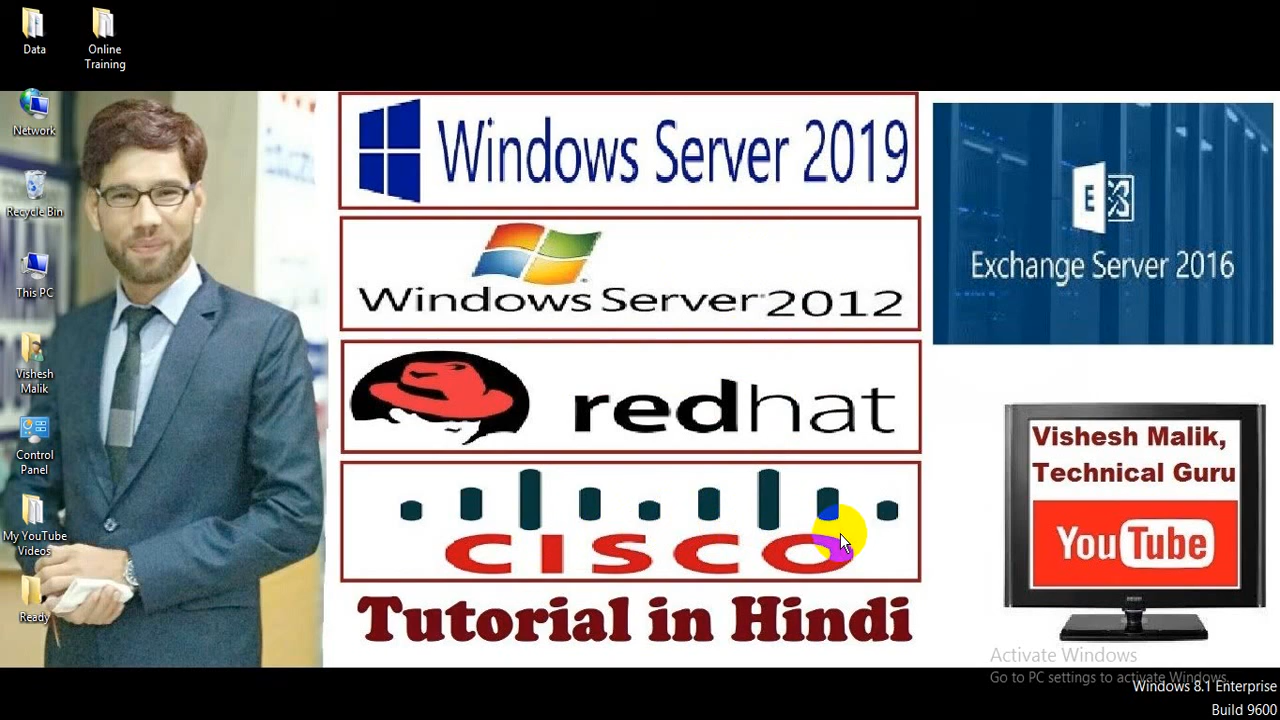 Data
Online
Training
Network
Recycle Bin
This PC
Vishesh
Malik
Control
Panel
My YouTube
Videos
Ready
Windows Server 2019
Windows Server 2012
redhat
CISCO
Tutorial in Hindi
E
Exchange Server 2016
Vishesh Malik,
Technical Guru
YouTube
Activate Windows
Go to PC settings to activate Windows.
Windows 8.1 Enterprise
Build 9600